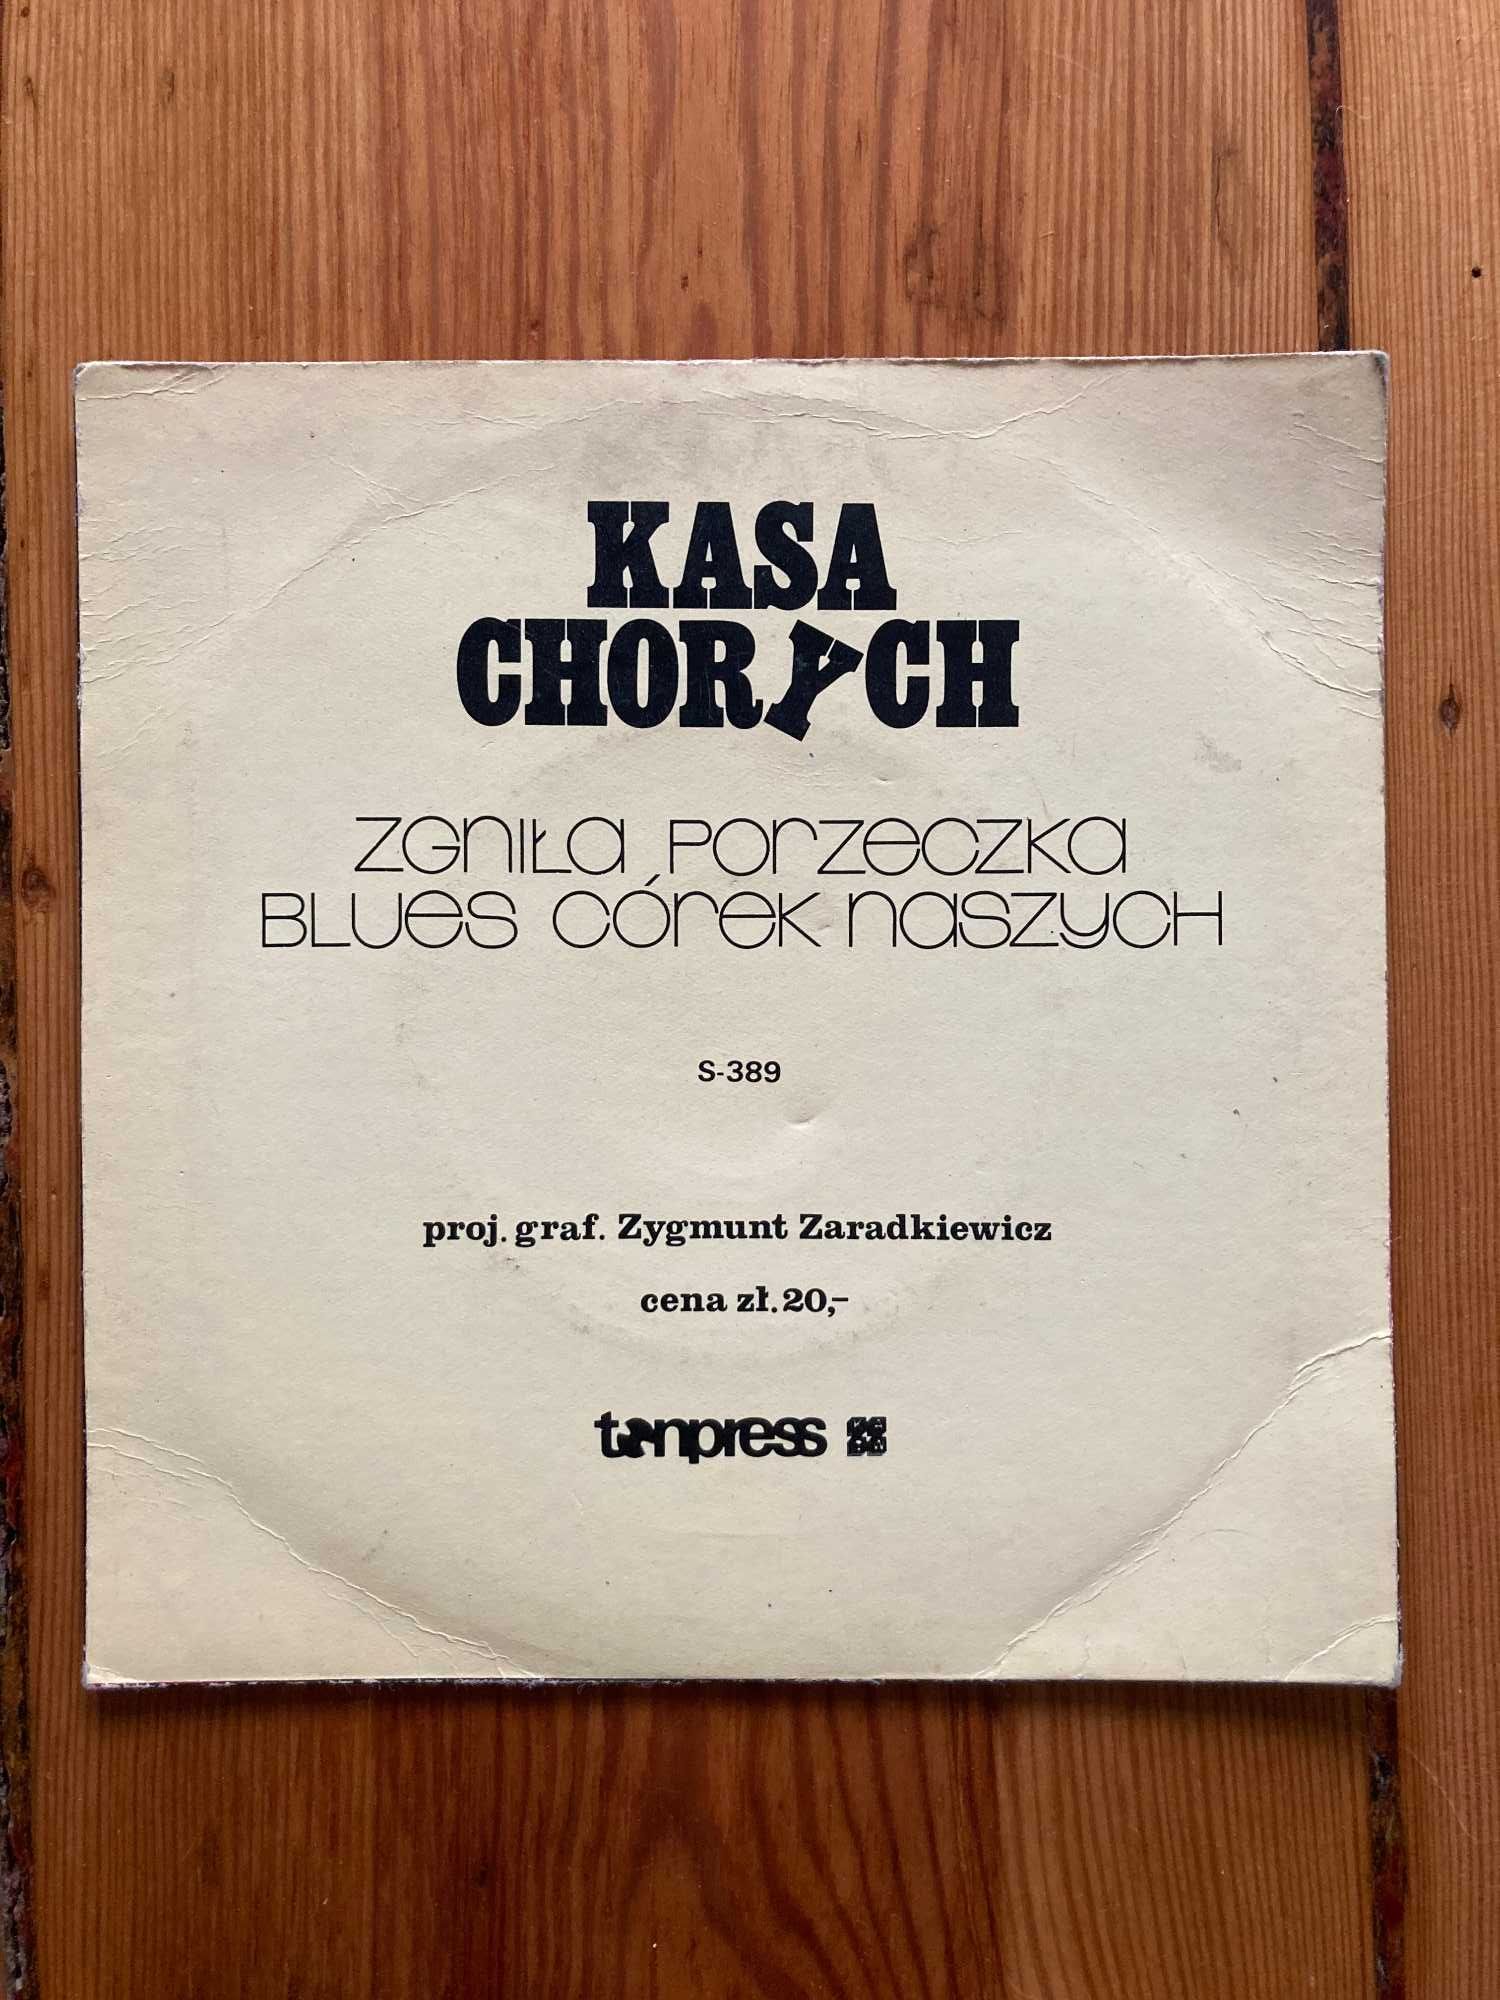 KASA
CHORYCH
ZGNIŁA PORZECZKA
BLUES CÓREK NASZYCH
S-389
proj. graf. Zygmunt Zaradkiewicz
cena zł. 20,-
tonpress